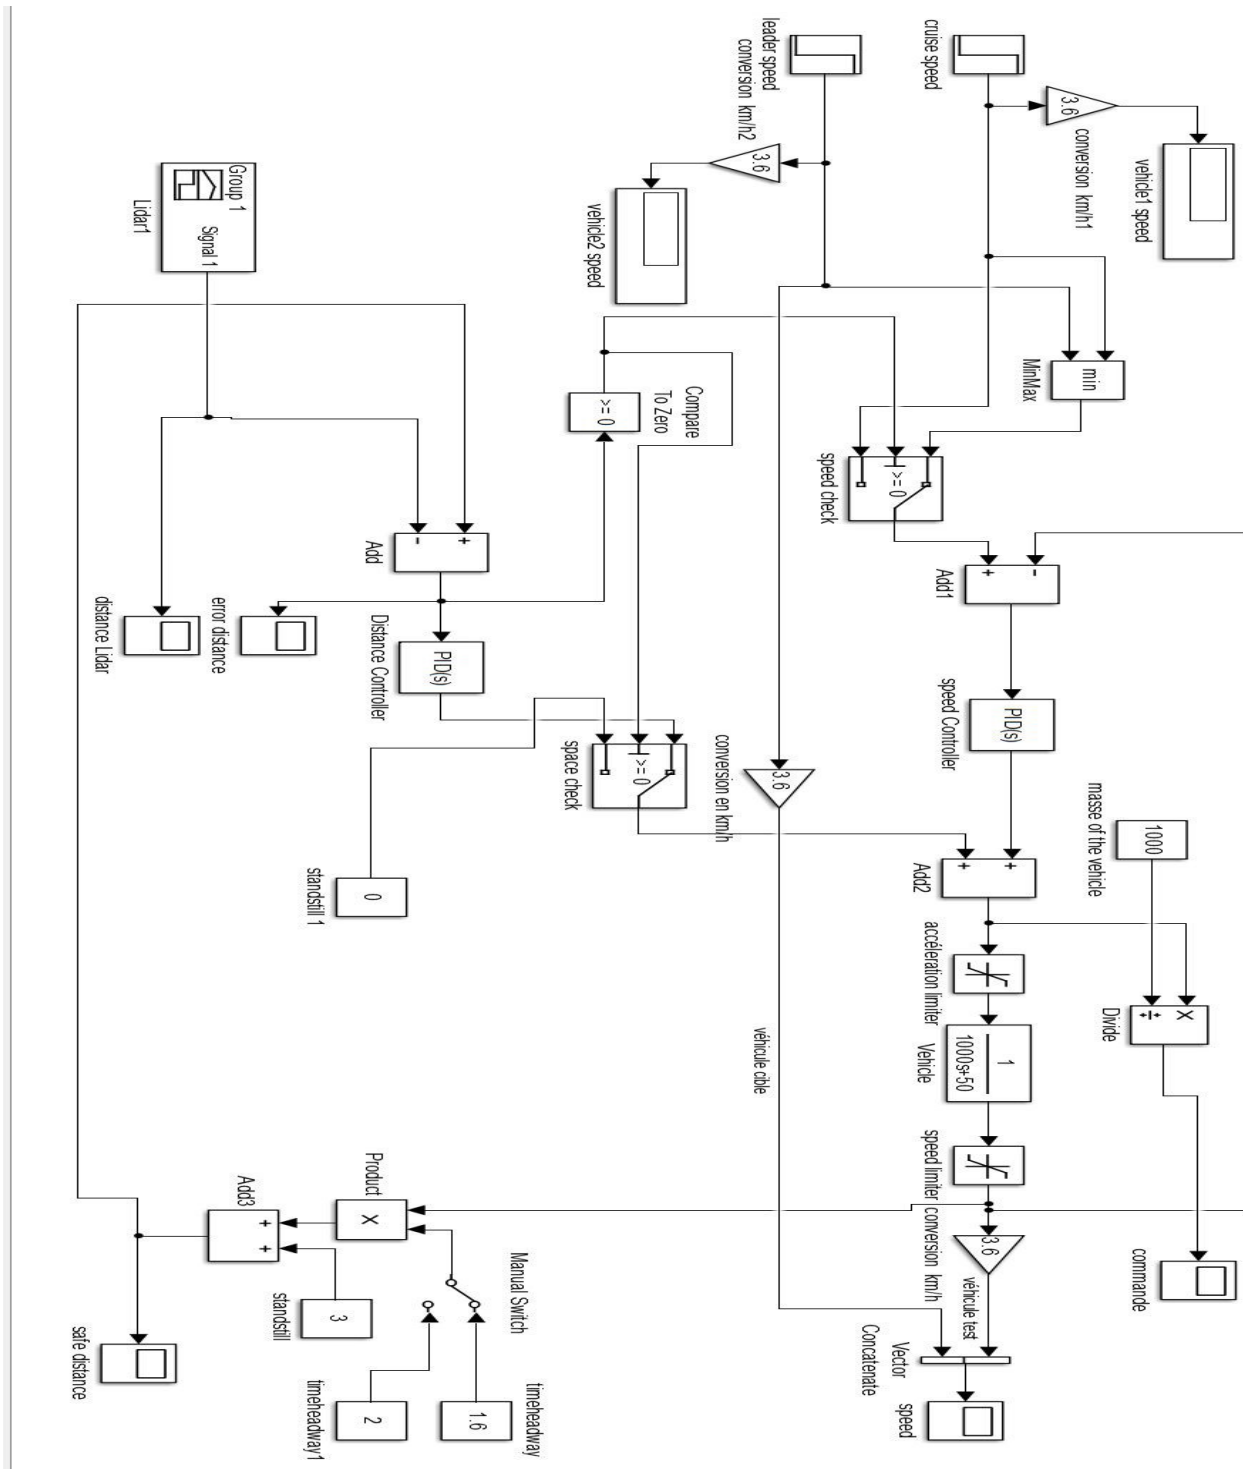 cruise speed
3.6
conversion km/h1
vehicle1 speed
leader speed
conversion km/h2
3.6
vehicle2 speed
Group 1
Signal 1
Lidar1
min
MinMax
Compare
To Zero
>= 0
>= 0
speed check
+
-
Add
-
+
Add1
error distance
distance Lidar
PID(s)
Distance Controller
PID(s)
speed Controller
>= 0
space check
conversion en km/h
3.6
0
standstill 1
1000
masse of the vehicle
+
+
Add2
accéleration limiter
X
÷
Divide
1
1000s+50
Vehicle
véhicule cible
speed limiter
conversion km/h
3.6
véhicule test
commande
Product
X
Add3
+
+
3
standstill
Manual Switch
safe distance
1.6
timeheadway
2
timeheadway1
Vector
Concatenate
speed